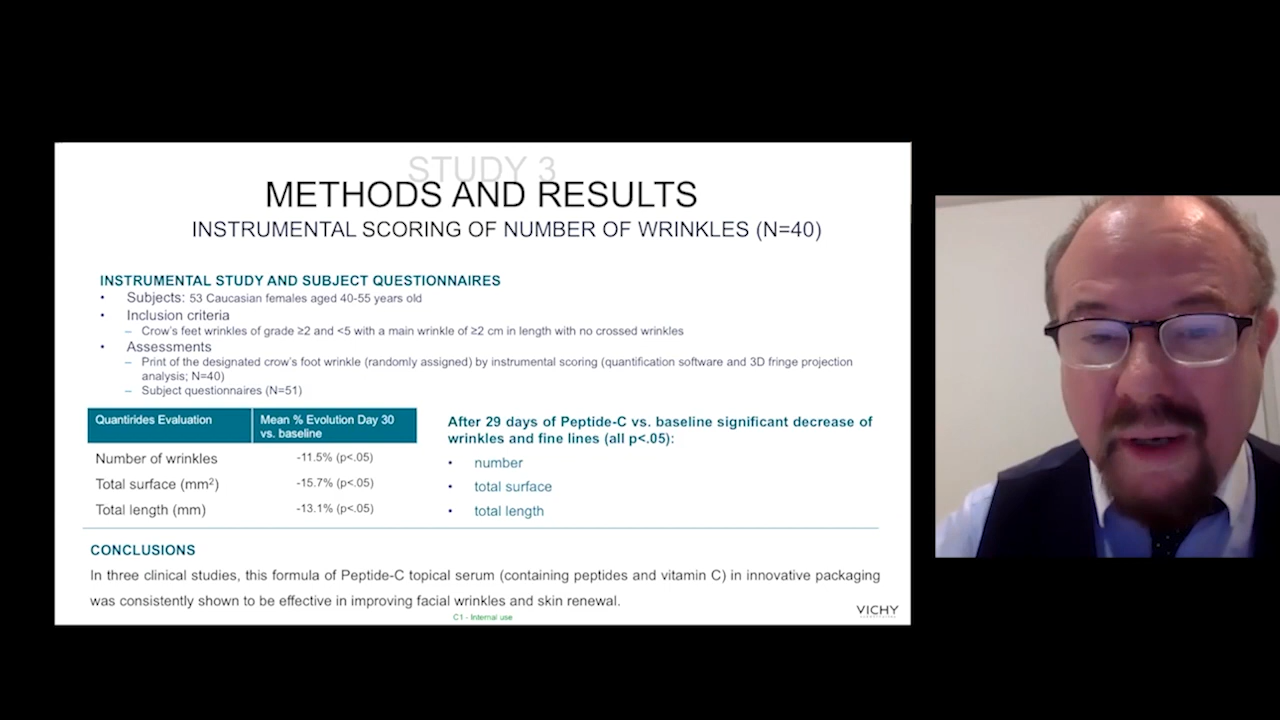 STUDY 3
METHODS AND RESULTS
INSTRUMENTAL SCORING OF NUMBER OF WRINKLES (N=40)
INSTRUMENTAL STUDY AND SUBJECT QUESTIONNAIRES
• Subjects: 53 Caucasian females aged 40-55 years old
• Inclusion criteria
– Crow's feet wrinkles of grade ≥2 and <5 with a main wrinkle of ≥2 cm in length with no crossed wrinkles
• Assessments
– Print of the designated crow's foot wrinkle (randomly assigned) by instrumental scoring (quantification software and 3D fringe projection
analysis; N=40)
– Subject questionnaires (N=51)
Quantirides Evaluation Mean % Evolution Day 30
vs. baseline
Number of wrinkles -11.5% (p<.05)
Total surface (mm²) -15.7% (p<.05)
Total length (mm) -13.1% (p<.05)
After 29 days of Peptide-C vs. baseline significant decrease of
wrinkles and fine lines (all p<.05):
• number
• total surface
• total length
CONCLUSIONS
In three clinical studies, this formula of Peptide-C topical serum (containing peptides and vitamin C) in innovative packaging
was consistently shown to be effective in improving facial wrinkles and skin renewal.
C1 - Internal use
VICHY